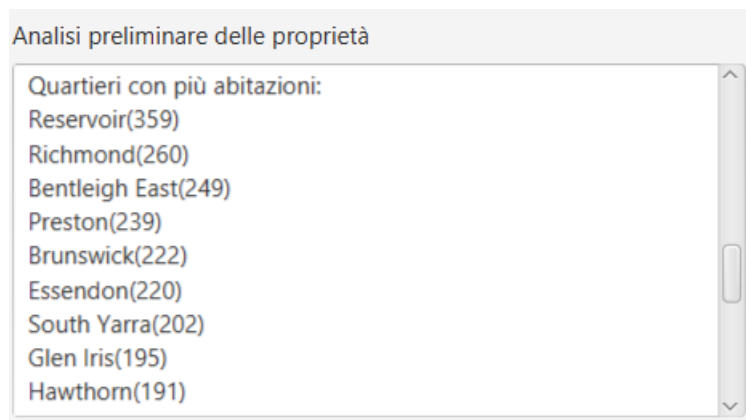 Analisi preliminare delle proprietà
Quartieri con più abitazioni:
Reservoir(359)
Richmond(260)
Bentleigh East(249)
Preston(239)
Brunswick(222)
Essendon(220)
South Yarra(202)
Glen Iris(195)
Hawthorn(191)